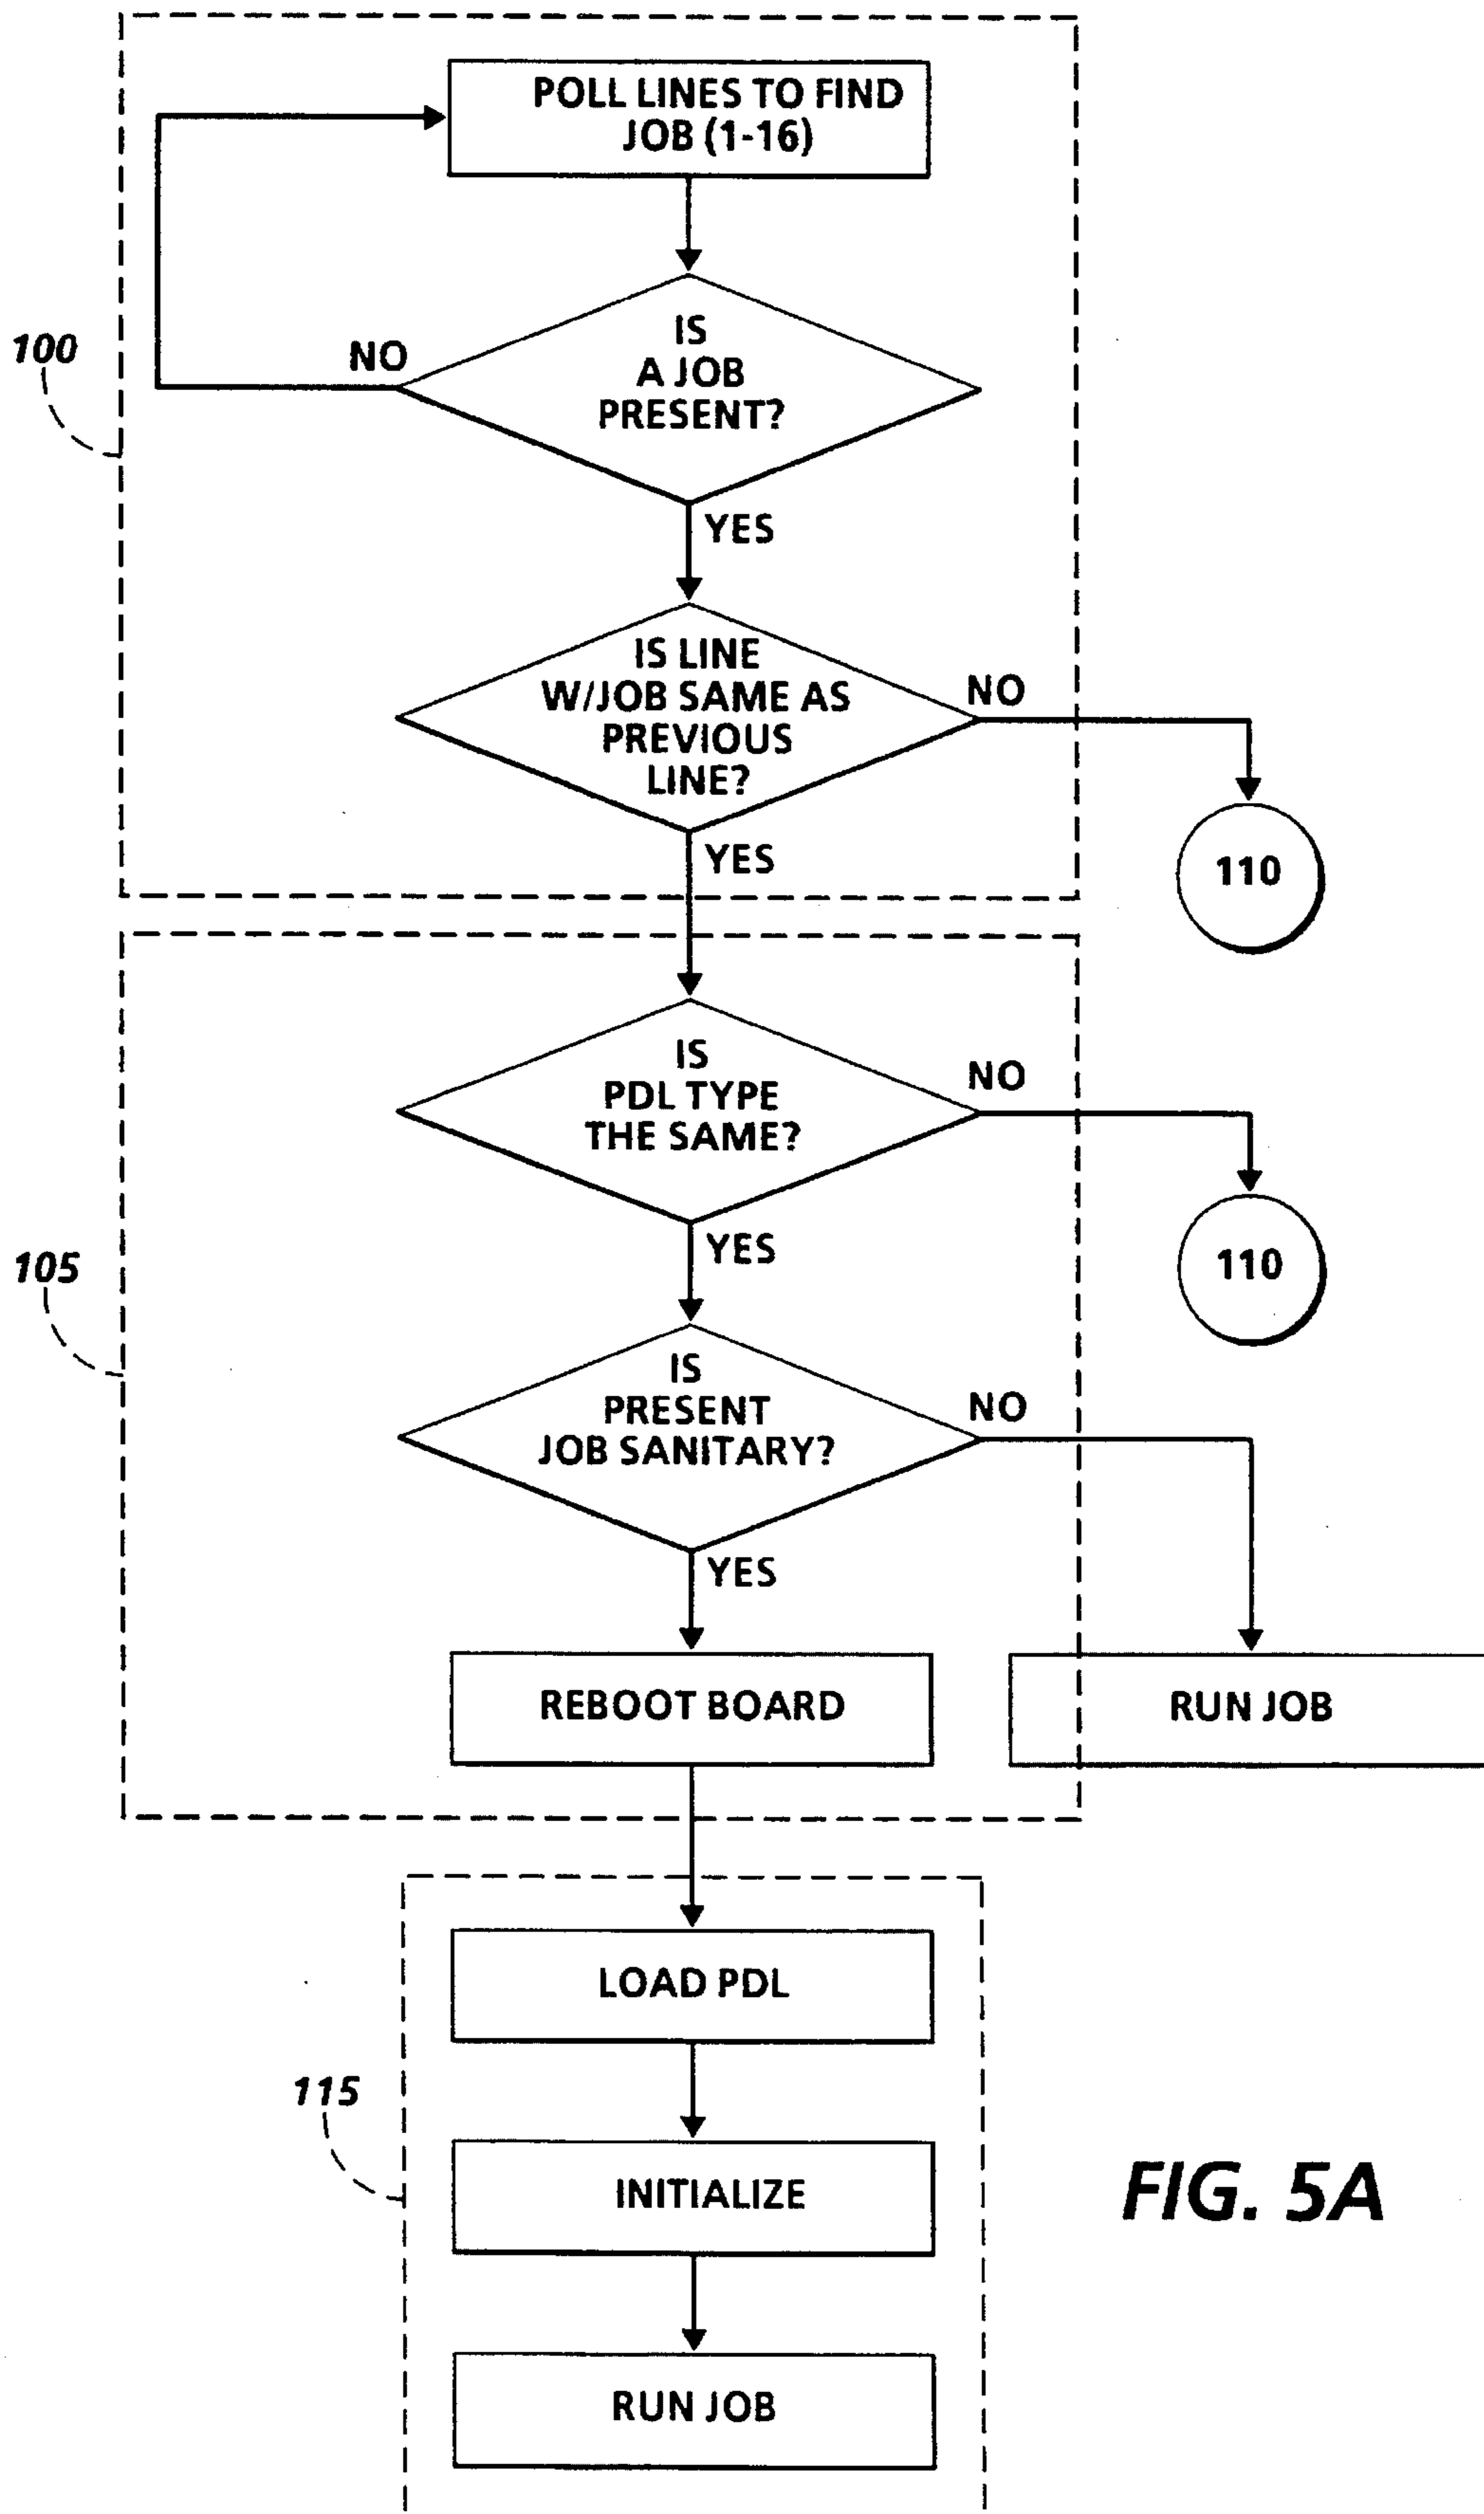 POLL LINES TO FIND
JOB (1-16)
IS
A JOB
PRESENT?
NO
100
YES
IS LINE
W/JOB SAME AS
PREVIOUS
LINE?
NO
110
YES
IS
PDL TYPE
THE SAME?
NO
110
YES
105
IS
PRESENT
JOB SANITARY?
NO
YES
REBOOT BOARD
RUN JOB
LOAD PDL
115
INITIALIZE
FIG. 5A
RUN JOB